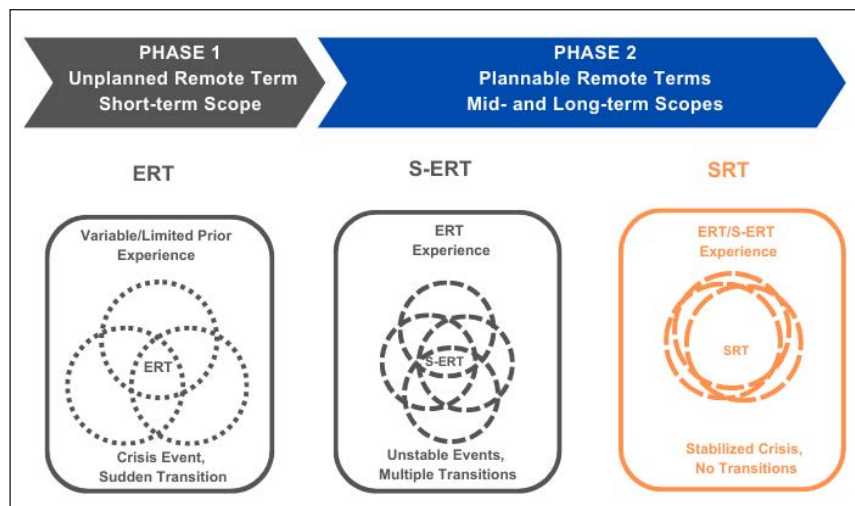 PHASE 1
Unplanned Remote Term
Short-term Scope
PHASE 2
Plannable Remote Terms
Mid- and Long-term Scopes
ERT
Variable/Limited Prior
Experience
ERT
Crisis Event,
Sudden Transition
S-ERT
ERT
Experience
S-ERT
Unstable Events,
Multiple Transitions
SRT
ERT/S-ERT
Experience
SRT
Stabilized Crisis,
No Transitions